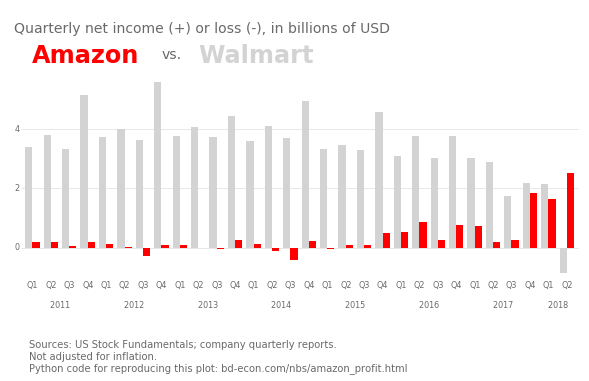 Quarterly net income (+) or loss (-), in billions of USD
Amazon vs. Walmart
4
2
0
Q1 Q2 Q3 Q4 Q1 Q2 Q3 Q4 Q1 Q2 Q3 Q4 Q1 Q2 Q3 Q4 Q1 Q2 Q3 Q4 Q1 Q2 Q3 Q4 Q1 Q2 Q3 Q4 Q1 Q2
2011 2012 2013 2014 2015 2016 2017 2018
Sources: US Stock Fundamentals; company quarterly reports.
Not adjusted for inflation.
Python code for reproducing this plot: bd-econ.com/nbs/amazon_profit.html